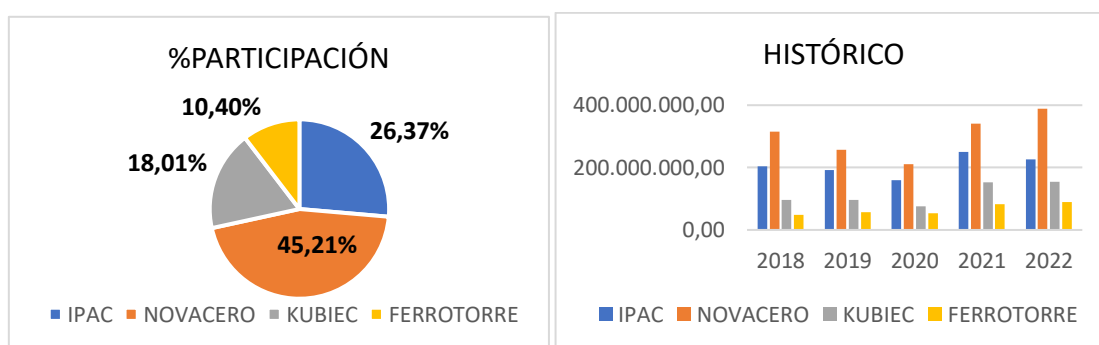 %PARTICIPACIÓN
10,40%
26,37%
18,01%
45,21%
IPAC NOVACERO KUBIEC FERROTORRE
HISTÓRICO
400.000.000,00
200.000.000,00
0,00
2018 2019 2020 2021 2022
IPAC NOVACERO KUBIEC FERROTORRE